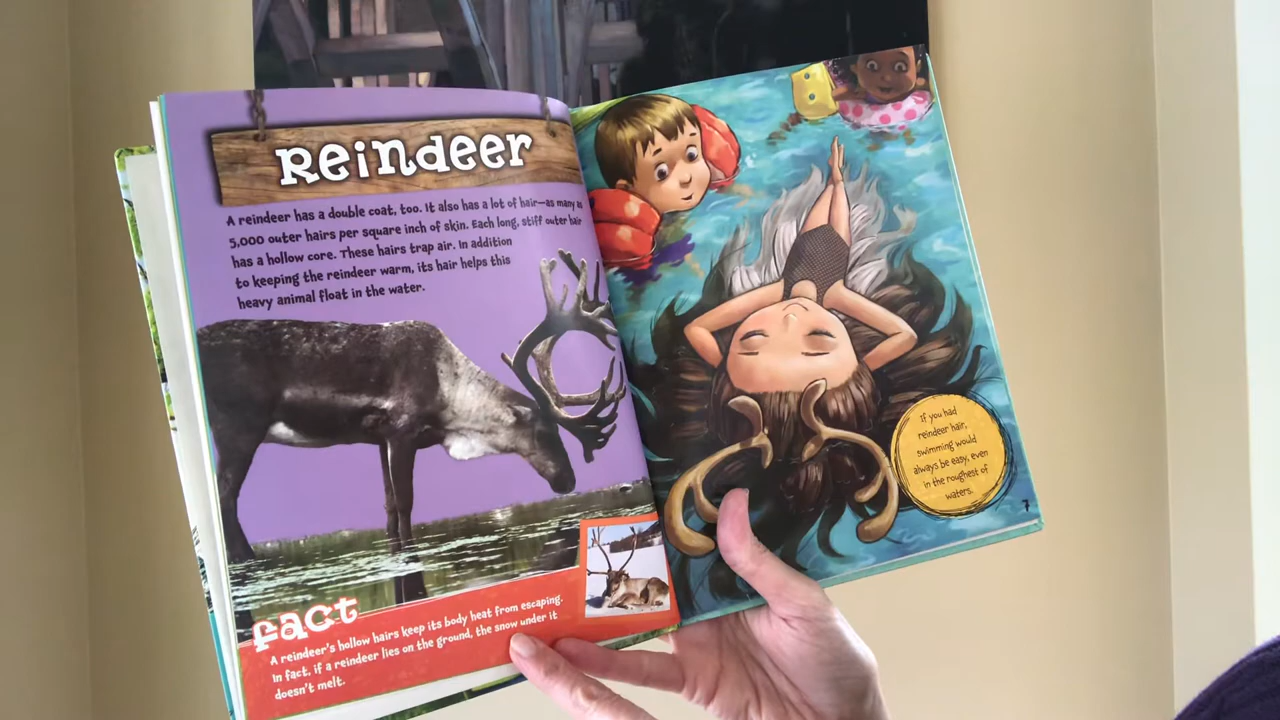 Reindeer
A reindeer has a double coat, too. It also has a lot of hair—as many as
5,000 outer hairs per square inch of skin. Each long, stiff outer hair
has a hollow core. These hairs trap air. In addition
to keeping the reindeer warm, its hair helps this
heavy animal float in the water.
fact
A reindeer's hollow hairs keep its body heat from escaping.
In fact, if a reindeer lies on the ground, the snow under it
doesn't melt.
If you had
reindeer hair,
swimming would
always be easy, even
in the roughest of
waters.
7